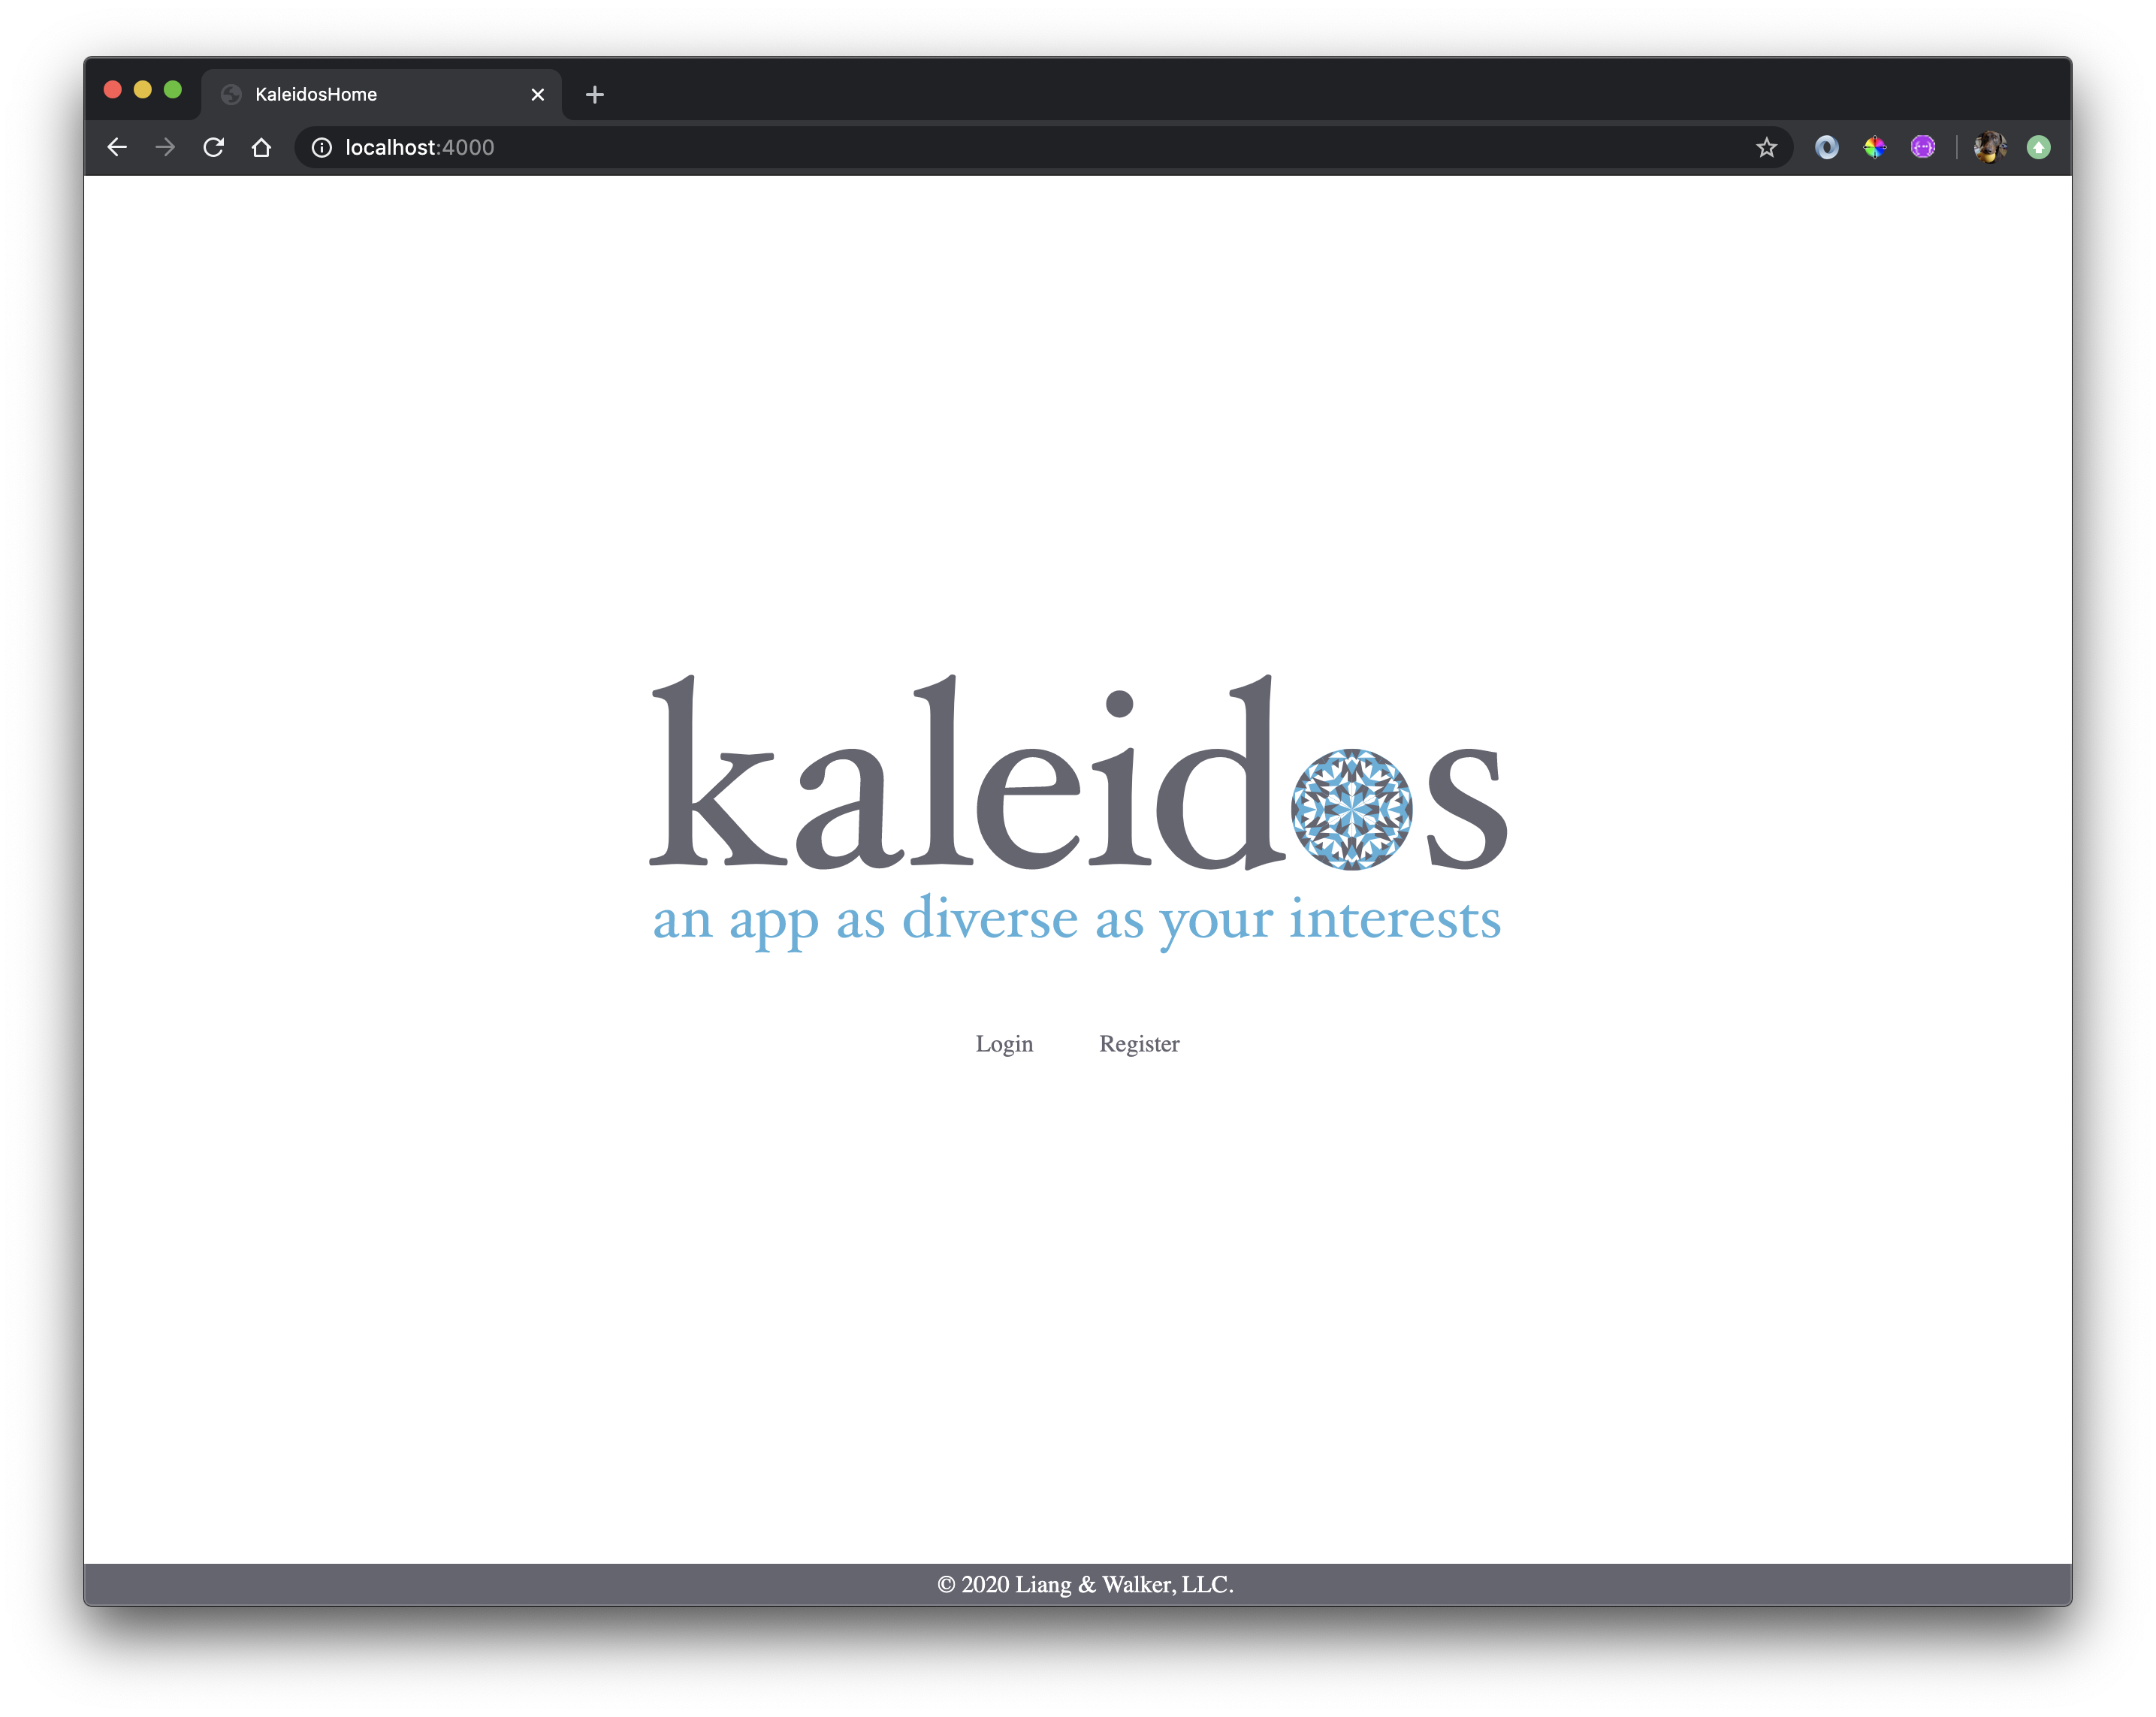 KaleidosHome
localhost:4000
kaleidos
an app as diverse as your interests
Login Register
© 2020 Liang & Walker, LLC.